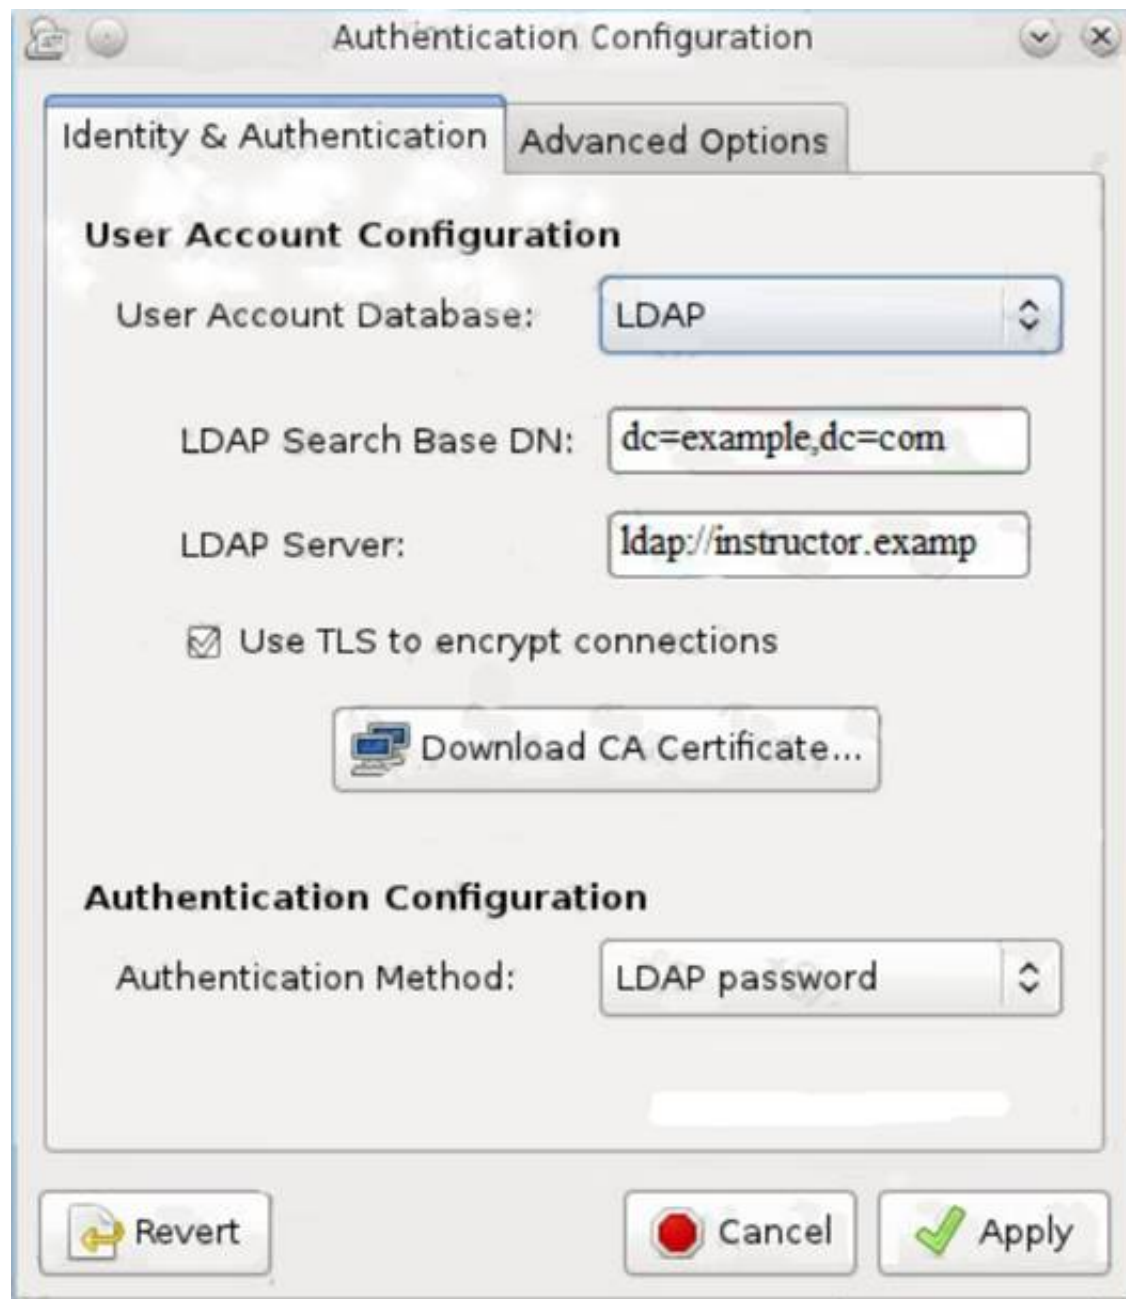 Authentication Configuration
Identity & Authentication
Advanced Options
User Account Configuration
User Account Database:
LDAP
LDAP Search Base DN:
dc=example,dc=com
LDAP Server:
ldap://instructor.examp
Use TLS to encrypt connections
Download CA Certificate...
Authentication Configuration
Authentication Method:
LDAP password
Revert
Cancel
Apply